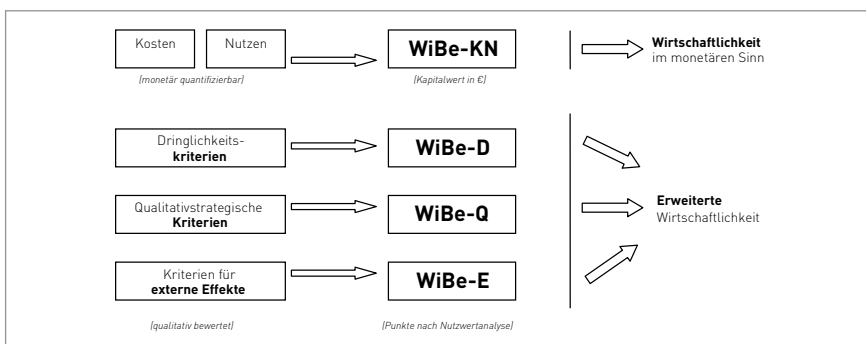 Kosten
Nutzen
WiBe-KN
Wirtschaftlichkeit
im monetären Sinn
(monetär quantifizierbar)
(Kapitalwert in €)
Dringlichkeits-
kriterien
WiBe-D
Qualitativstrategische
Kriterien
WiBe-Q
Erweiterte
Wirtschaftlichkeit
Kriterien für
externe Effekte
WiBe-E
(qualitativ bewertet)
(Punkte nach Nutzwertanalyse)